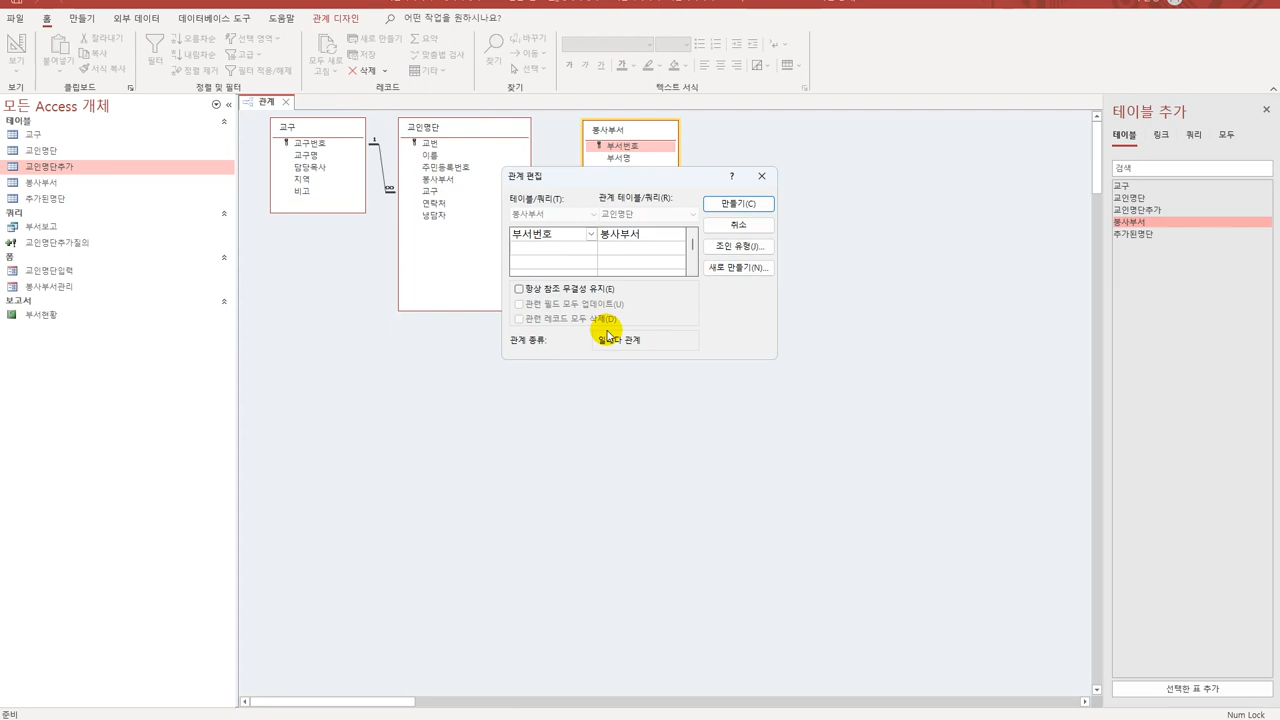 파일 홈 만들기 외부 데이터 데이터베이스 도구 도움말 관계 디자인 어떤 작업을 원하시나요?
보기
붙여넣기
잘라내기
복사
서식 복사
필터
오름차순
내림차순
정렬 제거
선택 영역
고급
필터 적용/해제
모두 새로 고침
새로 만들기
저장
삭제
요약
맞춤법 검사
기타
찾기
바꾸기
이동
선택
가 가 가 가
보기 클립보드 정렬 및 필터 레코드 찾기 텍스트 서식
모든 Access 개체
테이블
교구
교인명단
교인명단추가
봉사부서
추가된명단
쿼리
부서보고
교인명단추가질의
폼
교인명단입력
봉사부서관리
보고서
부서현황
관계
교구
교구번호
교구명
담당목사
지역
비고
1
∞
교인명단
교번
이름
주민등록번호
봉사부서
교구
연락처
냉담자
봉사부서
부서번호
부서명
관계 편집
?
테이블/쿼리(T): 관계 테이블/쿼리(R):
봉사부서 교인명단
부서번호 봉사부서
항상 참조 무결성 유지(E)
관련 필드 모두 업데이트(U)
관련 레코드 모두 삭제(D)
관계 종류: 일대다 관계
만들기(C)
취소
조인 유형(J)...
새로 만들기(N)...
테이블 추가
테이블 링크 쿼리 모두
검색
교구
교인명단
교인명단추가
봉사부서
추가된명단
선택한 표 추가
준비
Num Lock